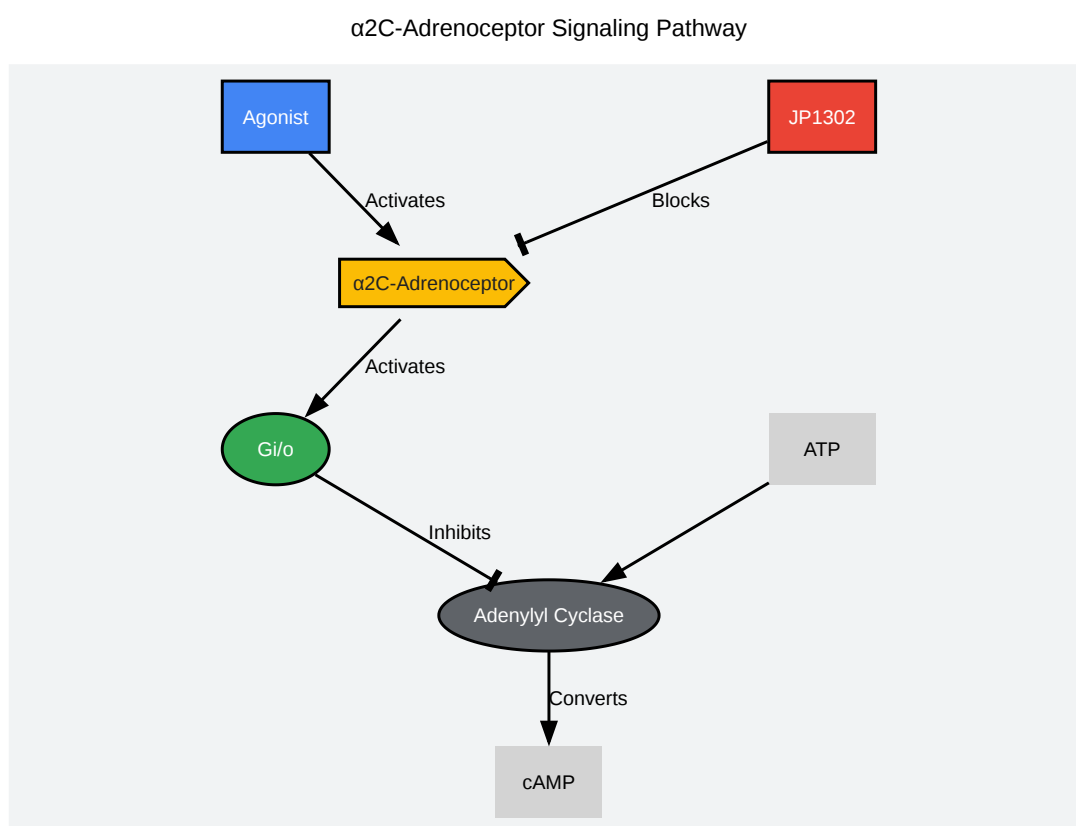 α2C-Adrenoceptor Signaling Pathway
Agonist
JP1302
Activates
Blocks
α2C-Adrenoceptor
Activates
Gi/o
ATP
Inhibits
Adenylyl Cyclase
Converts
cAMP